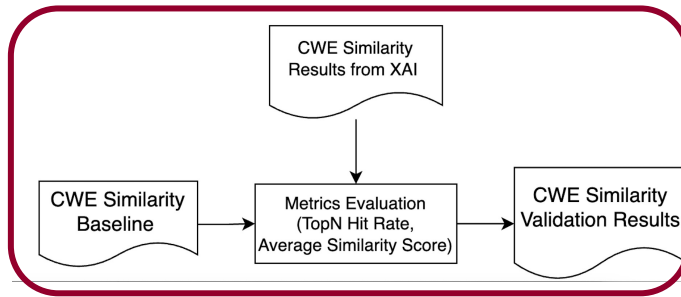 CWE Similarity
Results from XAI
CWE Similarity
Baseline
Metrics Evaluation
(TopN Hit Rate,
Average Similarity Score)
CWE Similarity
Validation Results